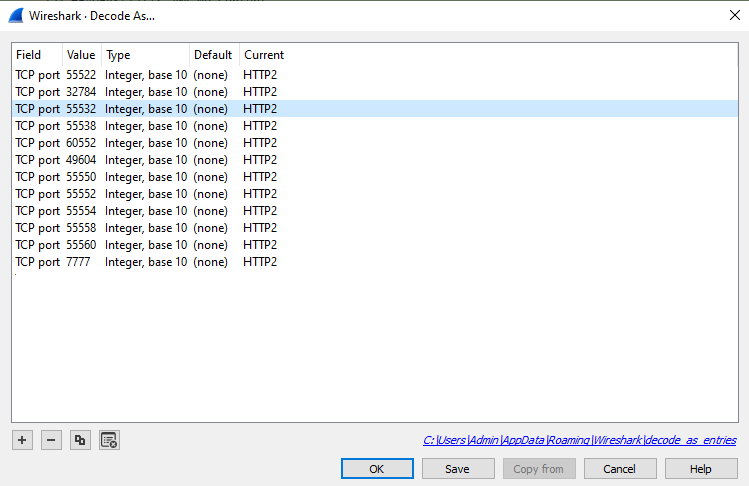 Wireshark · Decode As...
Field Value Type Default Current
TCP port 55522 Integer, base 10 (none) HTTP2
TCP port 32784 Integer, base 10 (none) HTTP2
TCP port 55532 Integer, base 10 (none) HTTP2
TCP port 55538 Integer, base 10 (none) HTTP2
TCP port 60552 Integer, base 10 (none) HTTP2
TCP port 49604 Integer, base 10 (none) HTTP2
TCP port 55550 Integer, base 10 (none) HTTP2
TCP port 55552 Integer, base 10 (none) HTTP2
TCP port 55554 Integer, base 10 (none) HTTP2
TCP port 55558 Integer, base 10 (none) HTTP2
TCP port 55560 Integer, base 10 (none) HTTP2
TCP port 7777 Integer, base 10 (none) HTTP2
C:\Users\Admin\AppData\Roaming\Wireshark\decode_as_entries
OK Save Copy from Cancel Help